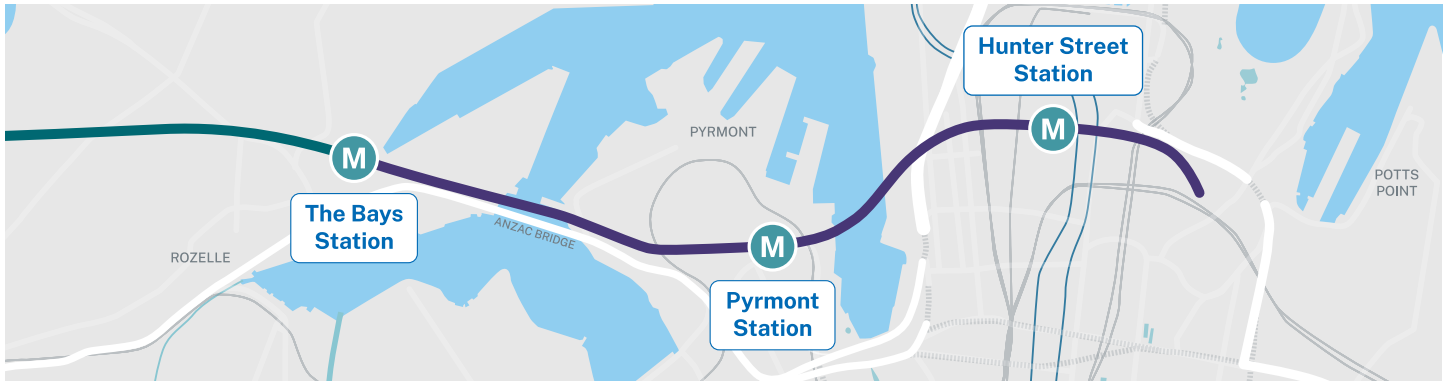 Hunter Street
Station
M
PYRMONT
M
The Bays
Station
POTTS
POINT
ANZAC BRIDGE
ROZELLE
M
Pyrmont
Station